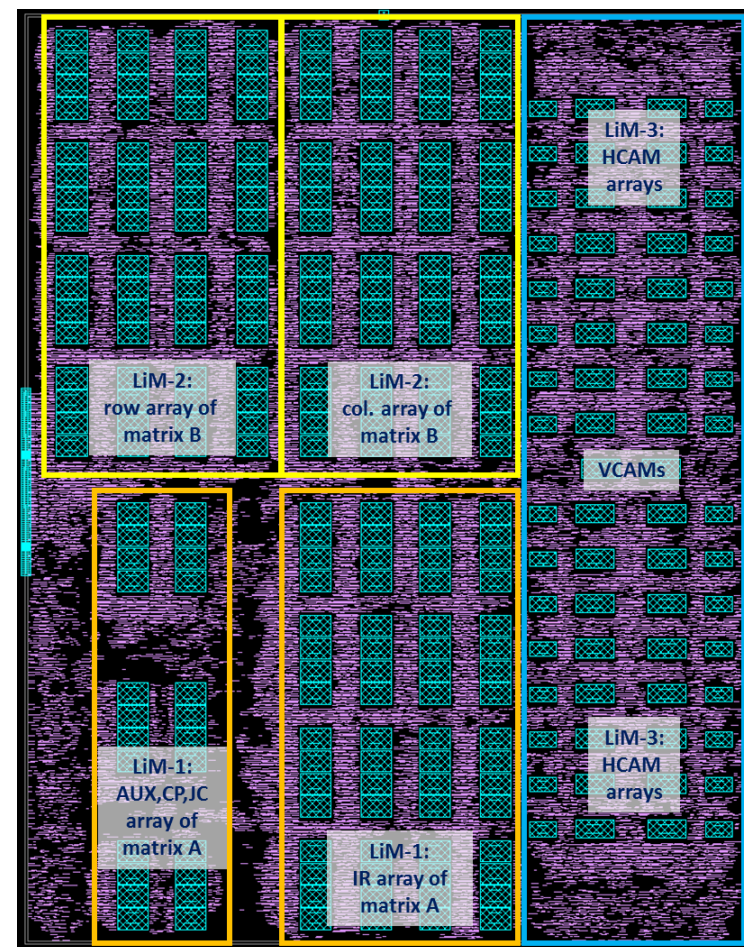 LiM-3:
HCAM
arrays
LiM-2:
row array of
matrix B
LiM-2:
col. array of
matrix B
VCAMs
LiM-1:
AUX,CP,JC
array of
matrix A
LiM-1:
IR array of
matrix A
LiM-3:
HCAM
arrays